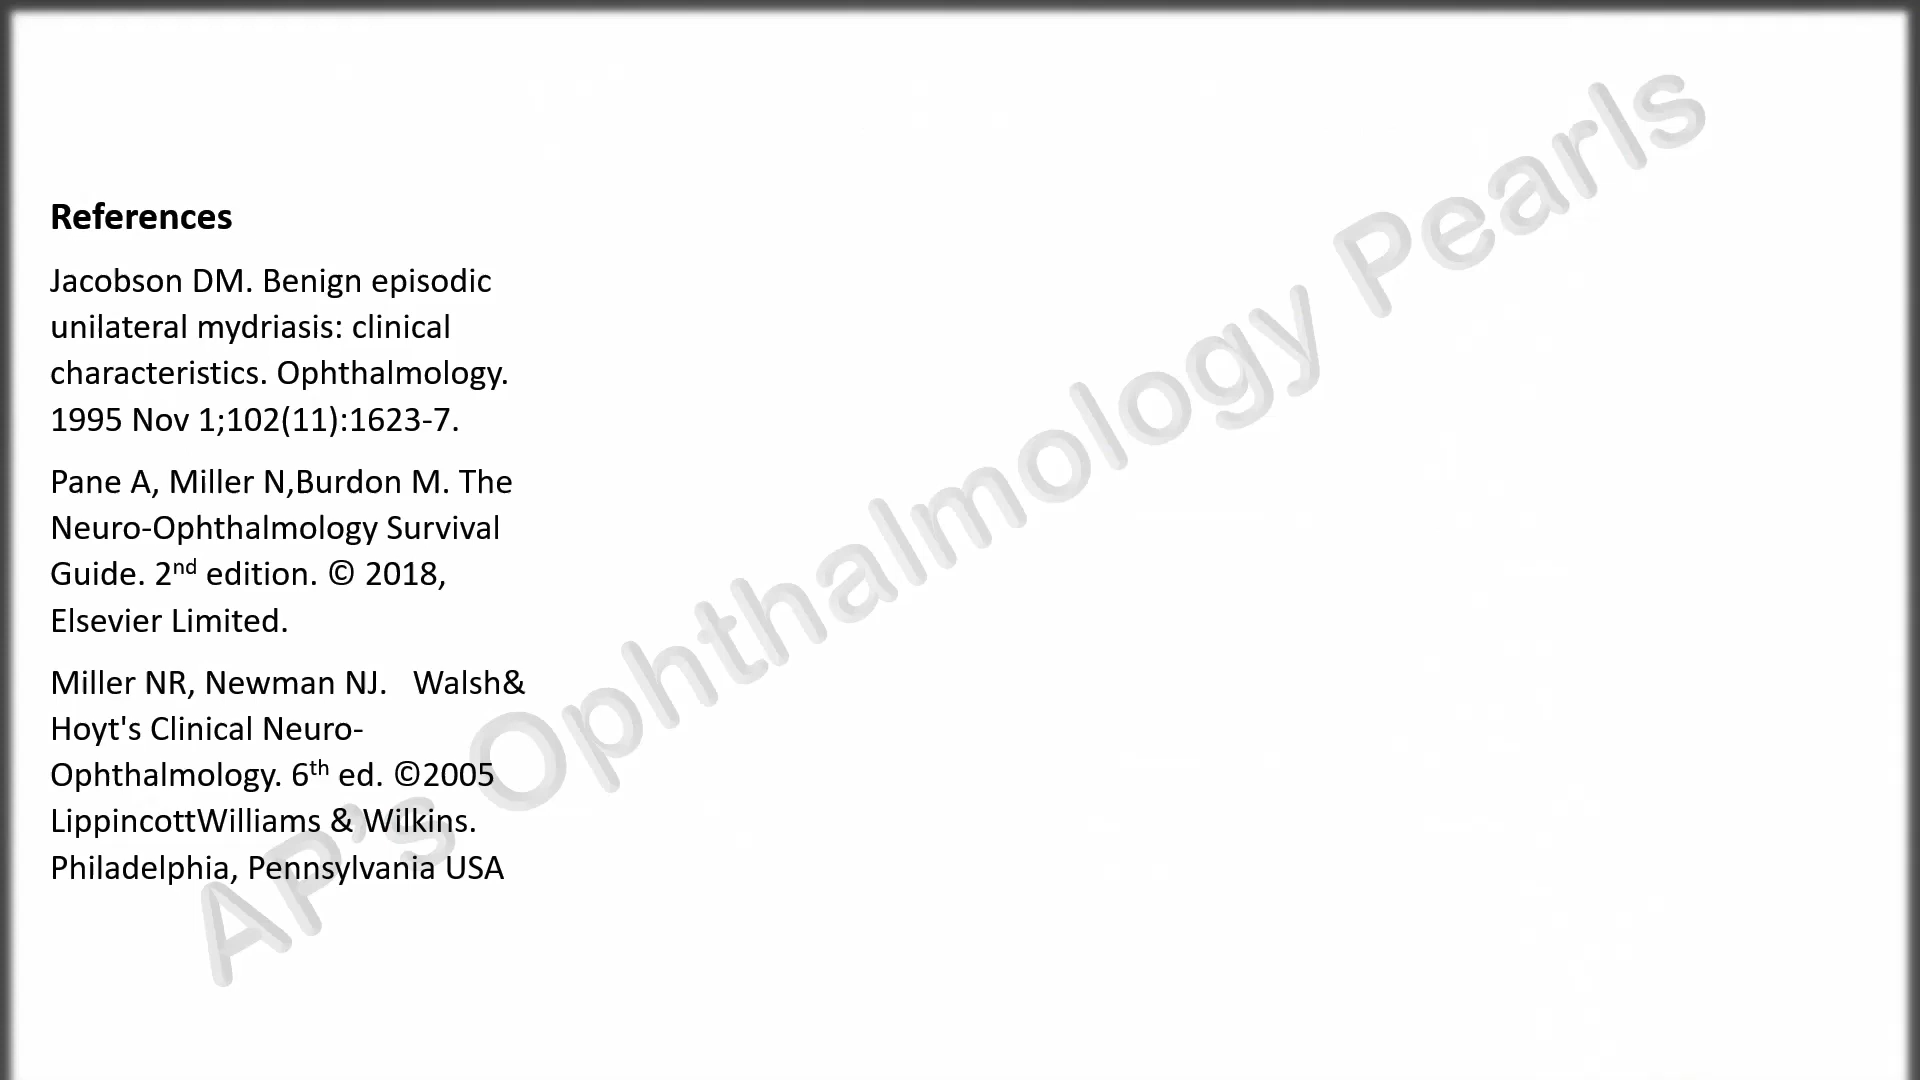 References
Jacobson DM. Benign episodic
unilateral mydriasis: clinical
characteristics. Ophthalmology.
1995 Nov 1;102(11):1623-7.
Pane A, Miller N,Burdon M. The
Neuro-Ophthalmology Survival
Guide. 2nd edition. © 2018,
Elsevier Limited.
Miller NR, Newman NJ.   Walsh&
Hoyt's Clinical Neuro-
Ophthalmology. 6th ed. ©2005
LippincottWilliams & Wilkins.
Philadelphia, Pennsylvania USA
AP's Ophthalmology Pearls